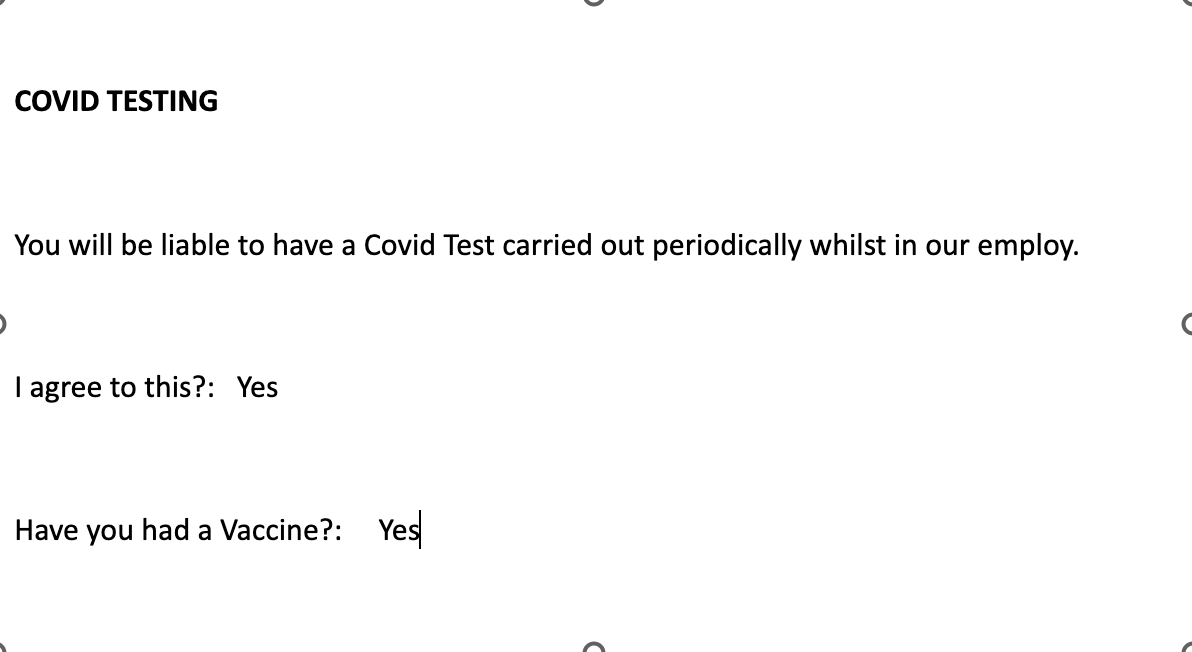 COVID TESTING
You will be liable to have a Covid Test carried out periodically whilst in our employ.
I agree to this?: Yes
Have you had a Vaccine?: Yes